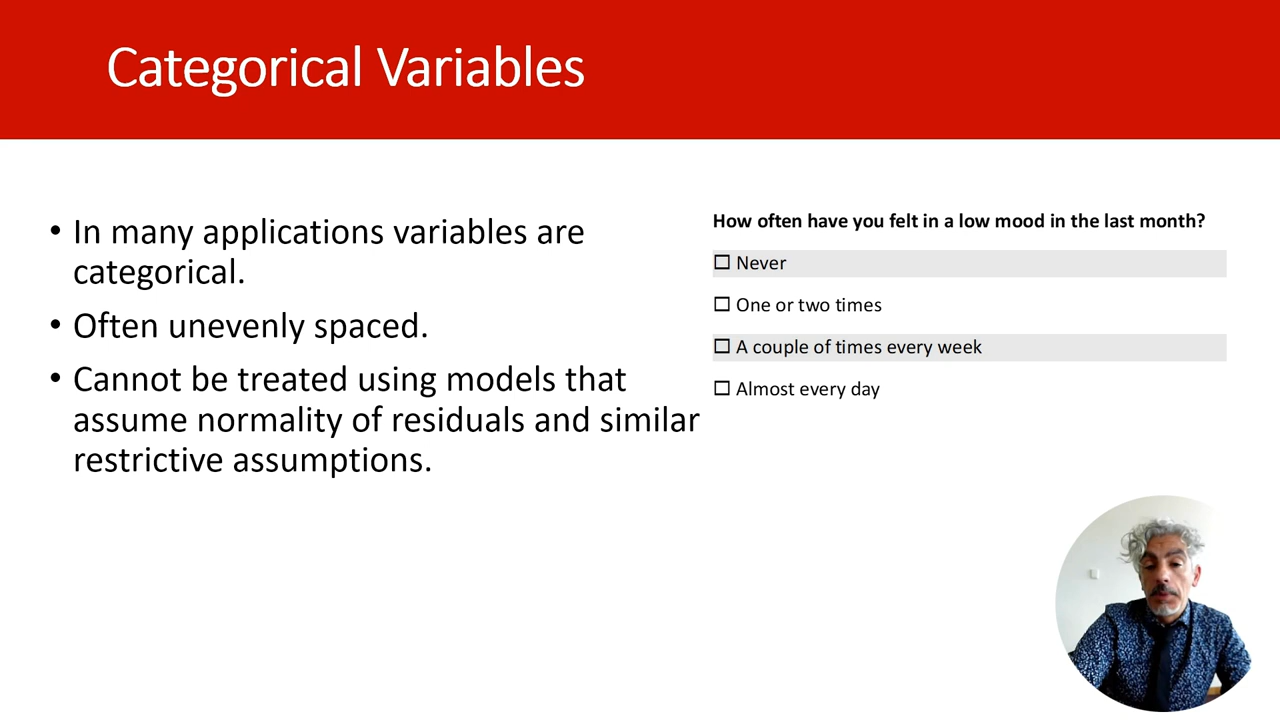 Categorical Variables
• In many applications variables are
categorical.
• Often unevenly spaced.
• Cannot be treated using models that
assume normality of residuals and similar
restrictive assumptions.
How often have you felt in a low mood in the last month?
☐ Never
☐ One or two times
☐ A couple of times every week
☐ Almost every day